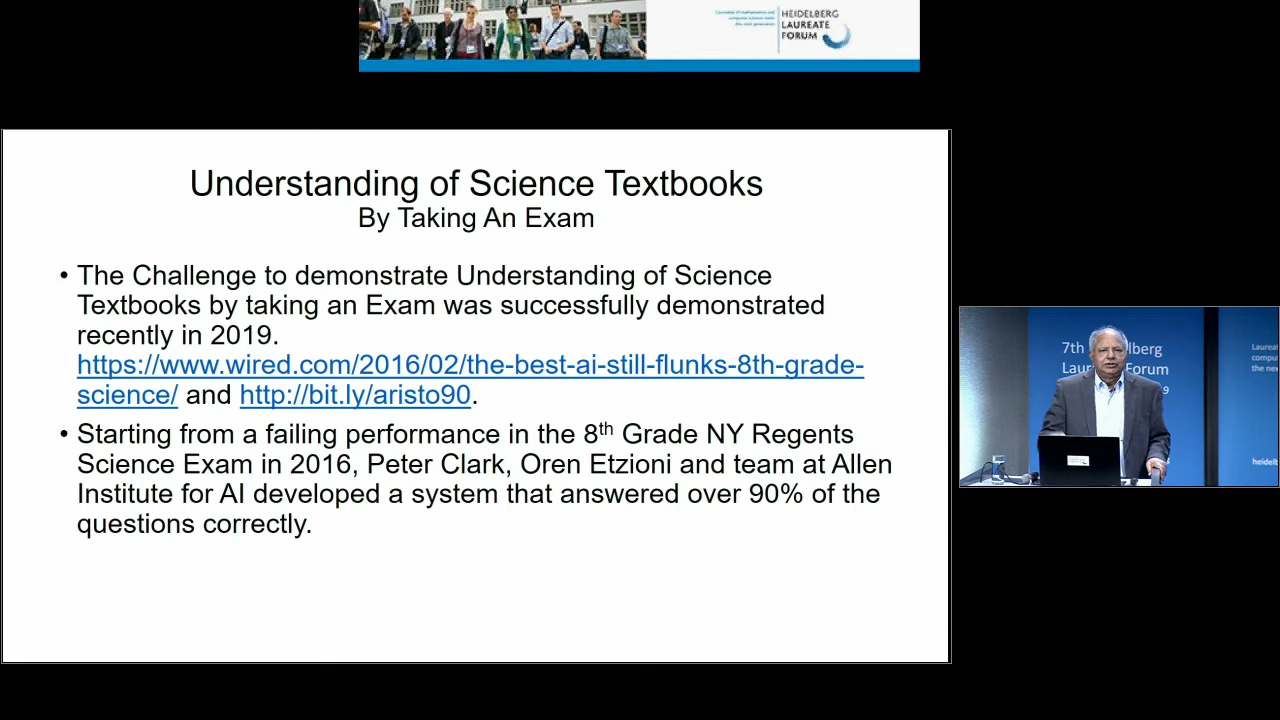 HEIDELBERG
LAUREATE
FORUM
Understanding of Science Textbooks
By Taking An Exam
• The Challenge to demonstrate Understanding of Science
Textbooks by taking an Exam was successfully demonstrated
recently in 2019.
https://www.wired.com/2016/02/the-best-ai-still-flunks-8th-grade-
science/ and http://bit.ly/aristo90.
• Starting from a failing performance in the 8th Grade NY Regents
Science Exam in 2016, Peter Clark, Oren Etzioni and team at Allen
Institute for AI developed a system that answered over 90% of the
questions correctly.
7th
Forum